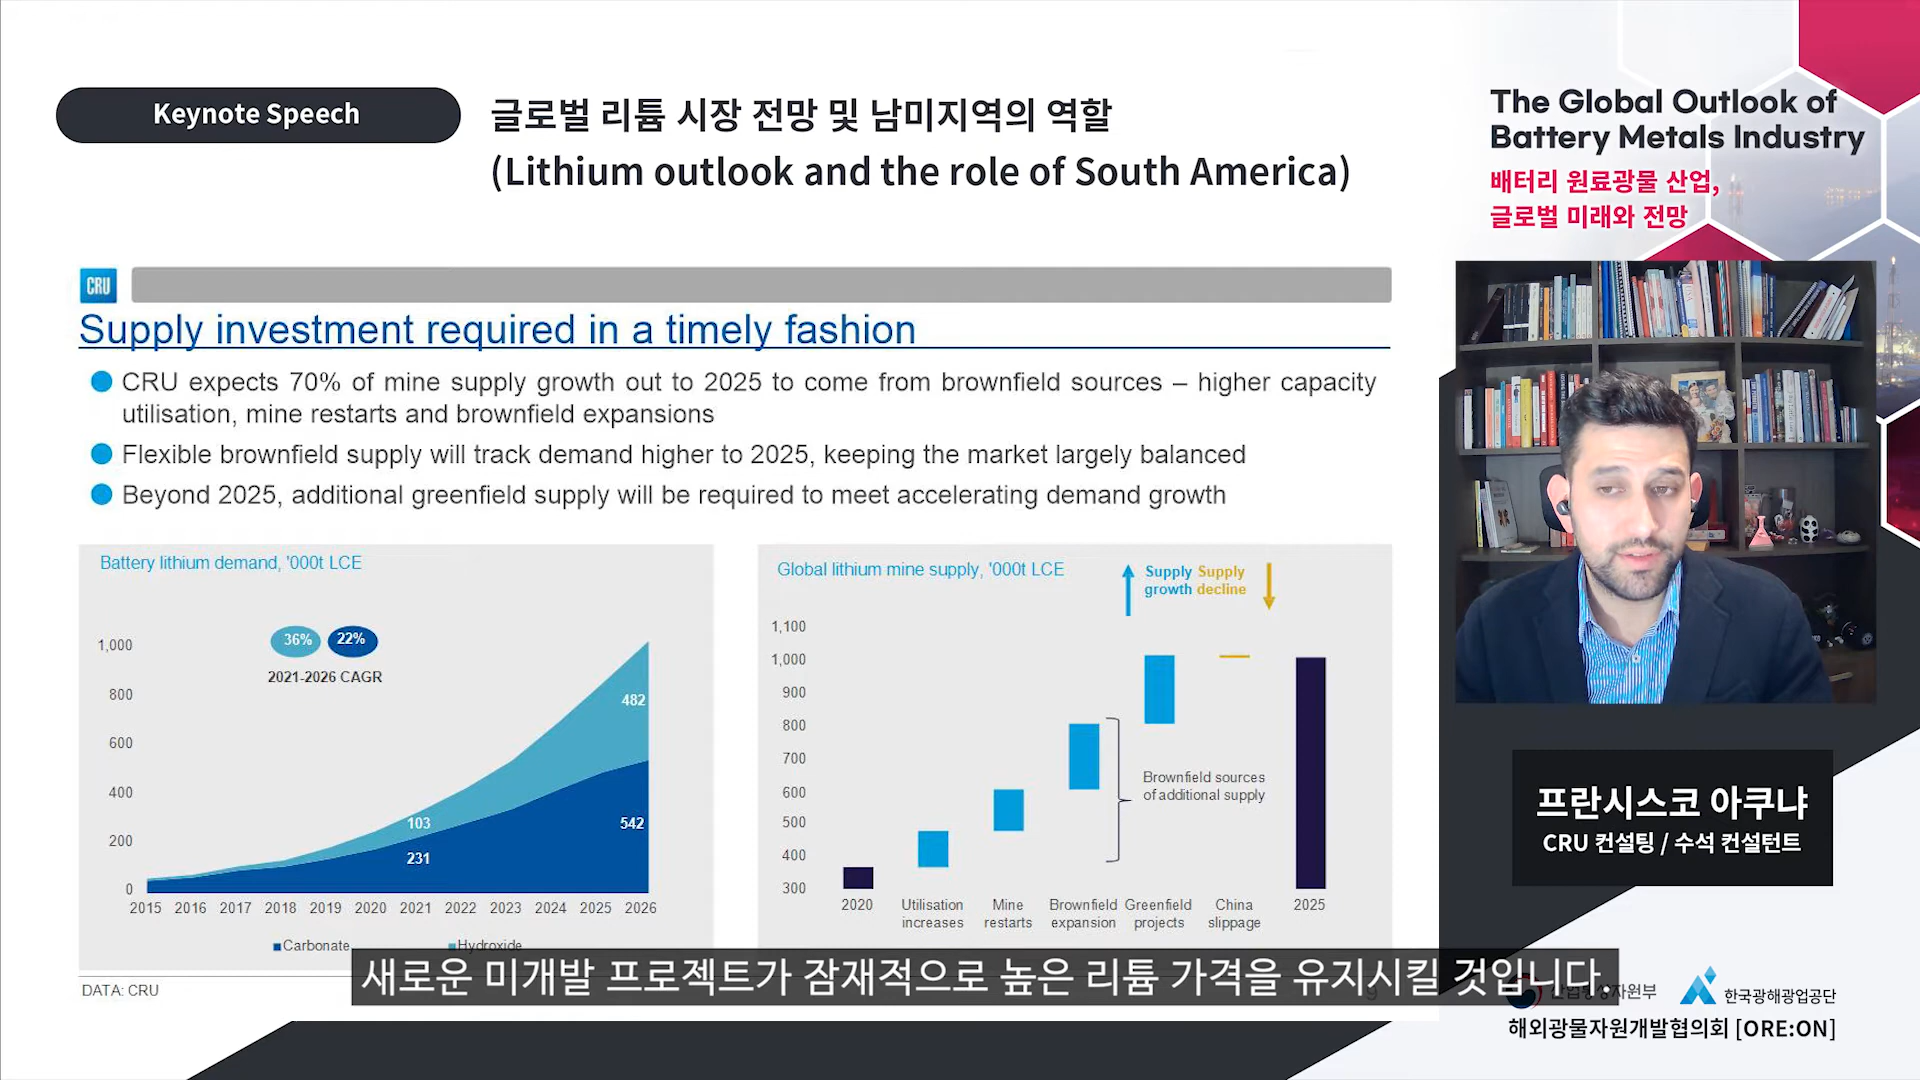 Keynote Speech
글로벌 리튬 시장 전망 및 남미지역의 역할
(Lithium outlook and the role of South America)
The Global Outlook of
Battery Metals Industry
배터리 원료광물 산업,
글로벌 미래와 전망
CRU
Supply investment required in a timely fashion
CRU expects 70% of mine supply growth out to 2025 to come from brownfield sources – higher capacity
utilisation, mine restarts and brownfield expansions
Flexible brownfield supply will track demand higher to 2025, keeping the market largely balanced
Beyond 2025, additional greenfield supply will be required to meet accelerating demand growth
Battery lithium demand, '000t LCE
36% 22%
2021-2026 CAGR
1,000
800
600
400
200
0
482
542
103
231
2015 2016 2017 2018 2019 2020 2021 2022 2023 2024 2025 2026
Carbonate Hydroxide
Global lithium mine supply, '000t LCE
Supply growth
Supply decline
1,100
1,000
900
800
700
600
500
400
300
Brownfield sources
of additional supply
2020 Utilisation increases Mine restarts Brownfield expansion Greenfield projects China slippage 2025
DATA: CRU
프란시스코 아쿠냐
CRU 컨설팅 / 수석 컨설턴트
새로운 미개발 프로젝트가 잠재적으로 높은 리튬 가격을 유지시킬 것입니다.
한국광해광업공단
해외광물자원개발협의회 [ORE:ON]